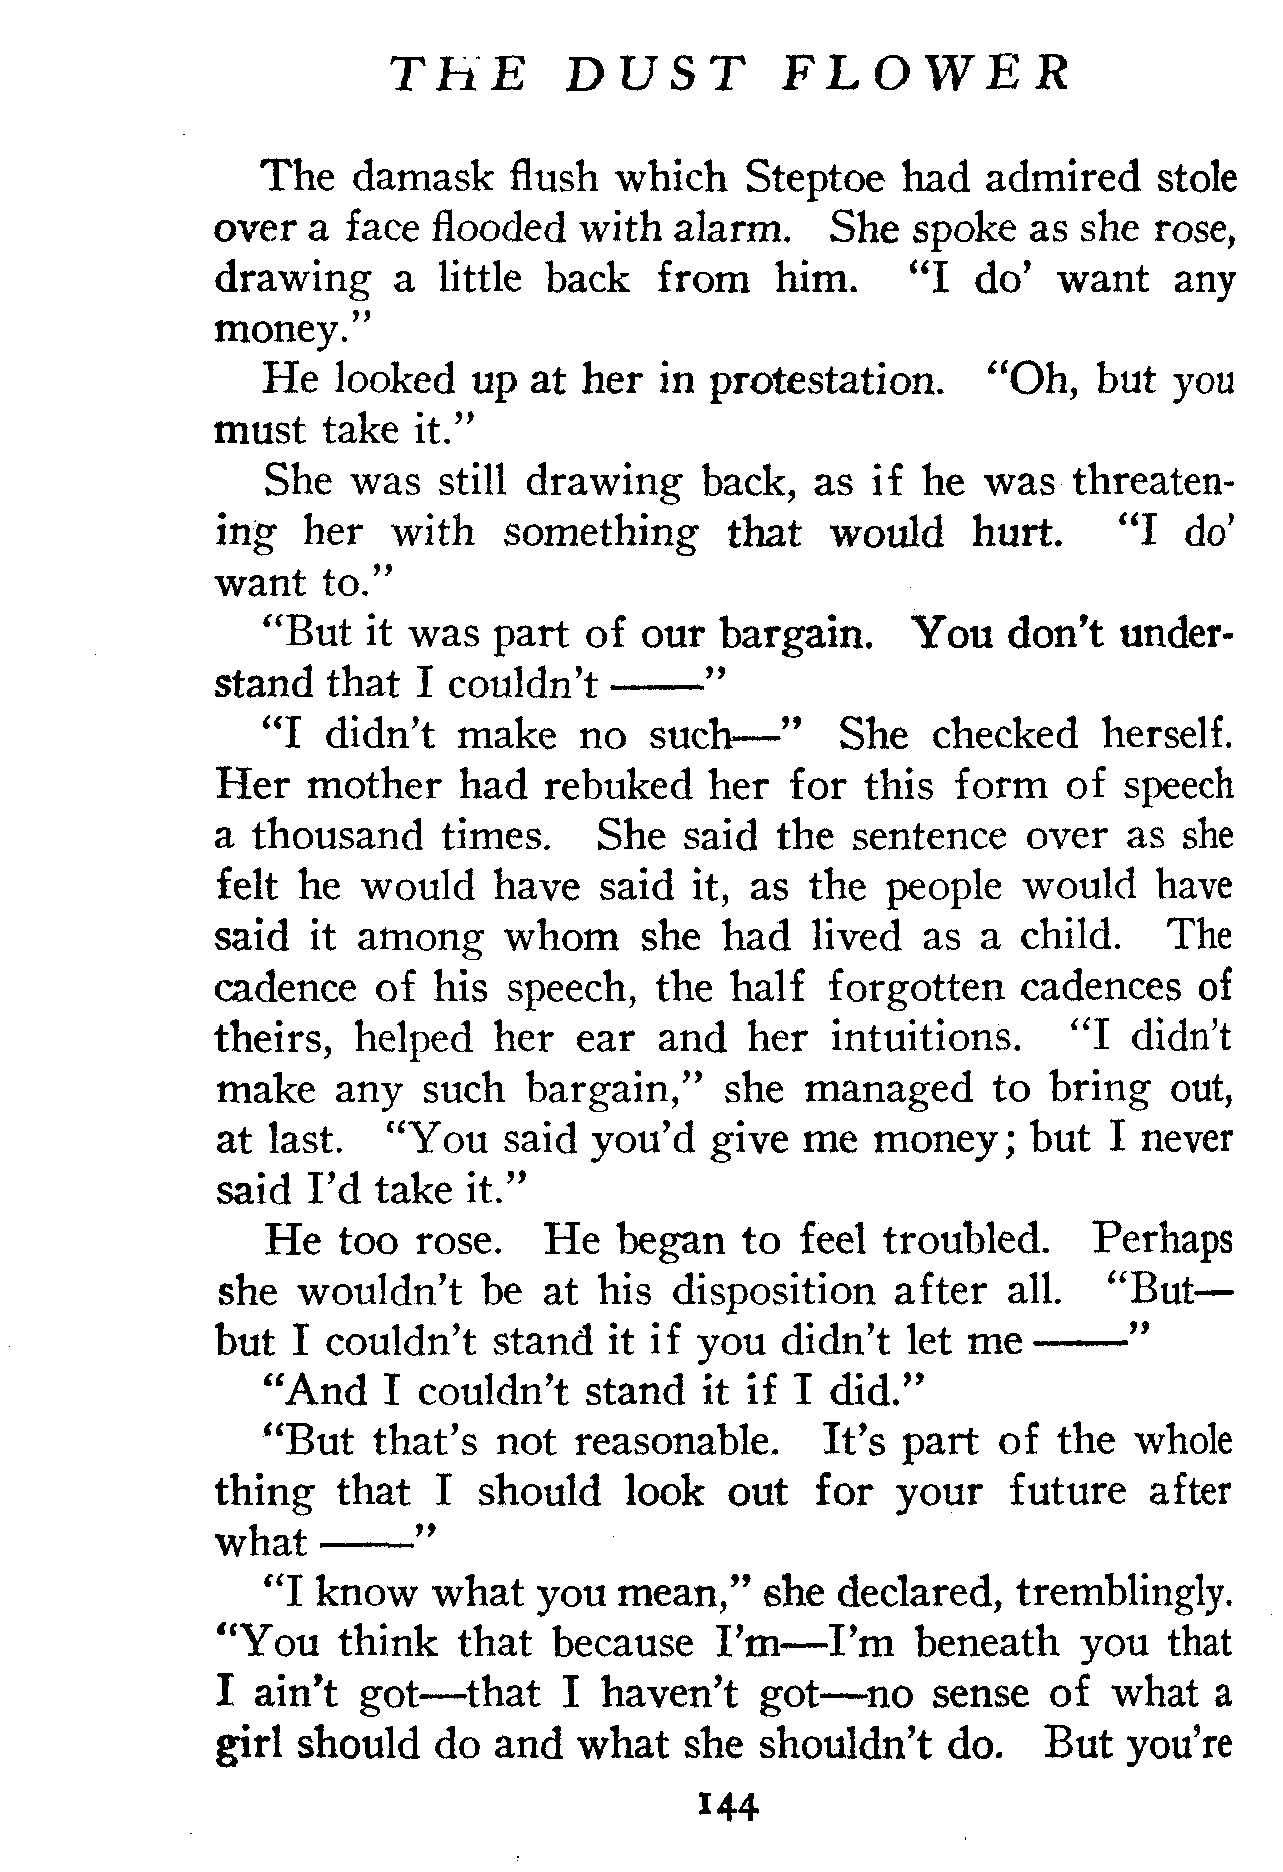 THE DUST FLOWER
The damask flush which Steptoe had admired stole
over a face flooded with alarm. She spoke as she rose,
drawing a little back from him. "I do' want any
money."
He looked up at her in protestation. "Oh, but you
must take it."
She was still drawing back, as if he was threaten-
ing her with something that would hurt. "I do'
want to."
"But it was part of our bargain. You don't under-
stand that I couldn't ——"
"I didn't make no such—" She checked herself.
Her mother had rebuked her for this form of speech
a thousand times. She said the sentence over as she
felt he would have said it, as the people would have
said it among whom she had lived as a child. The
cadence of his speech, the half forgotten cadences of
theirs, helped her ear and her intuitions. "I didn't
make any such bargain," she managed to bring out,
at last. "You said you'd give me money; but I never
said I'd take it."
He too rose. He began to feel troubled. Perhaps
she wouldn't be at his disposition after all. "But—
but I couldn't stand it if you didn't let me ——"
"And I couldn't stand it if I did."
"But that's not reasonable. It's part of the whole
thing that I should look out for your future after
what ——"
"I know what you mean," she declared, tremblingly.
"You think that because I'm—I'm beneath you that
I ain't got—that I haven't got—no sense of what a
girl should do and what she shouldn't do. But you're
144